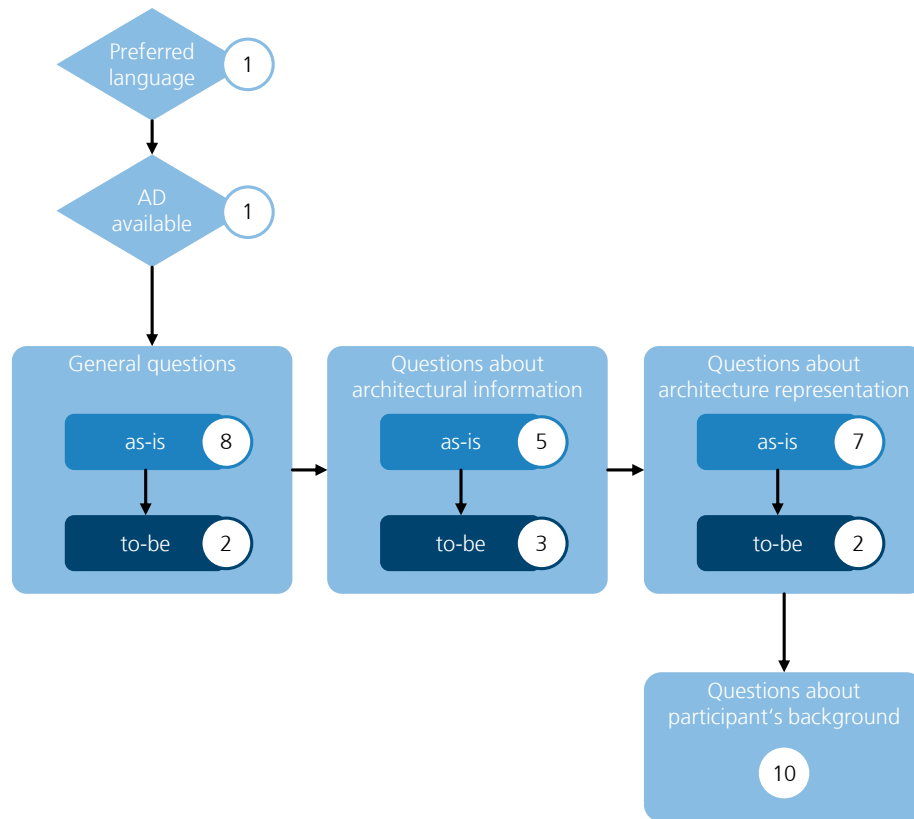 Preferred
language
1
AD
available
1
General questions
as-is
8
to-be
2
Questions about
architectural information
as-is
5
to-be
3
Questions about
architecture representation
as-is
7
to-be
2
Questions about
participant‘s background
10